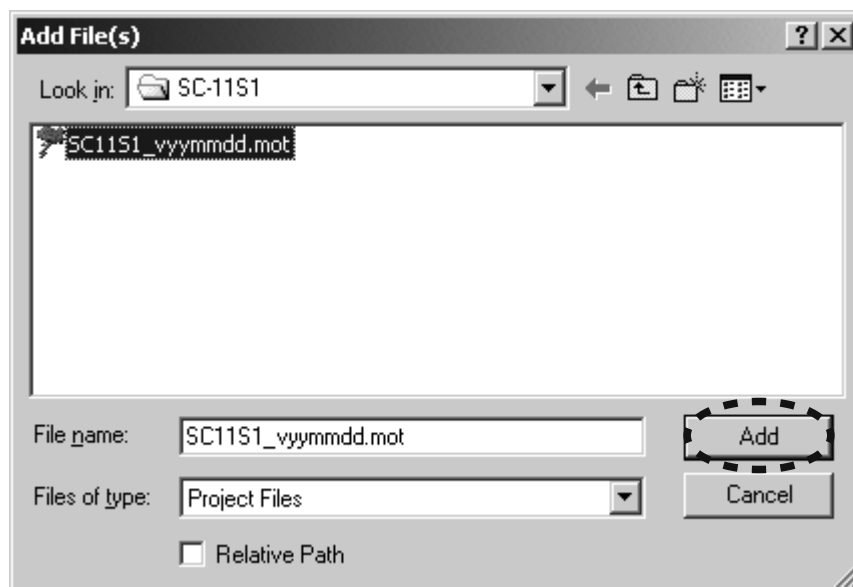 Add File(s)
Look in: SC-11S1
SC11S1_vyymmdd.mot
File name: SC11S1_vyymmdd.mot Add
Files of type: Project Files Cancel
Relative Path